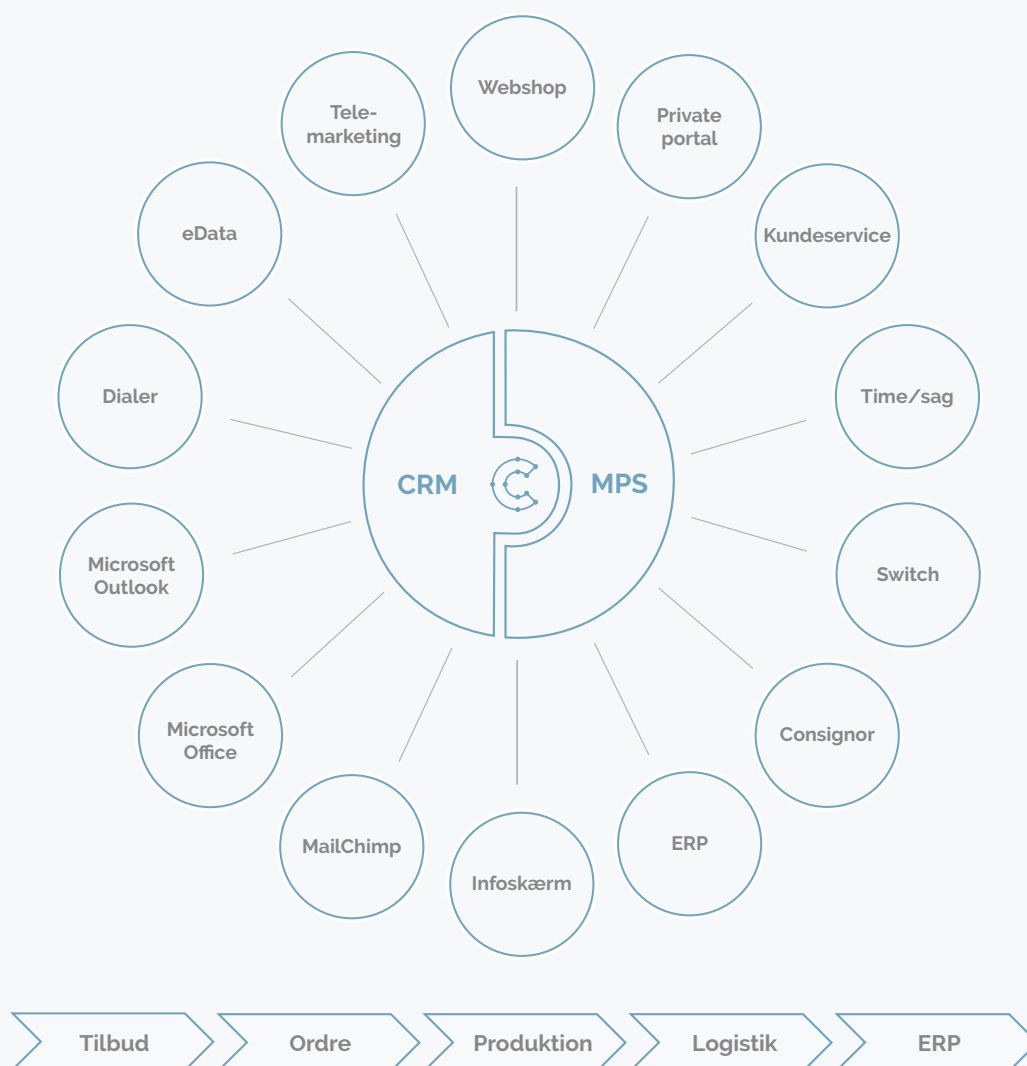 Webshop
Tele-
marketing
Private
portal
eData
Kundeservice
Dialer
Time/sag
CRM
MPS
Microsoft
Outlook
Switch
Microsoft
Office
Consignor
MailChimp
ERP
Infoskærm
Tilbud
Ordre
Produktion
Logistik
ERP